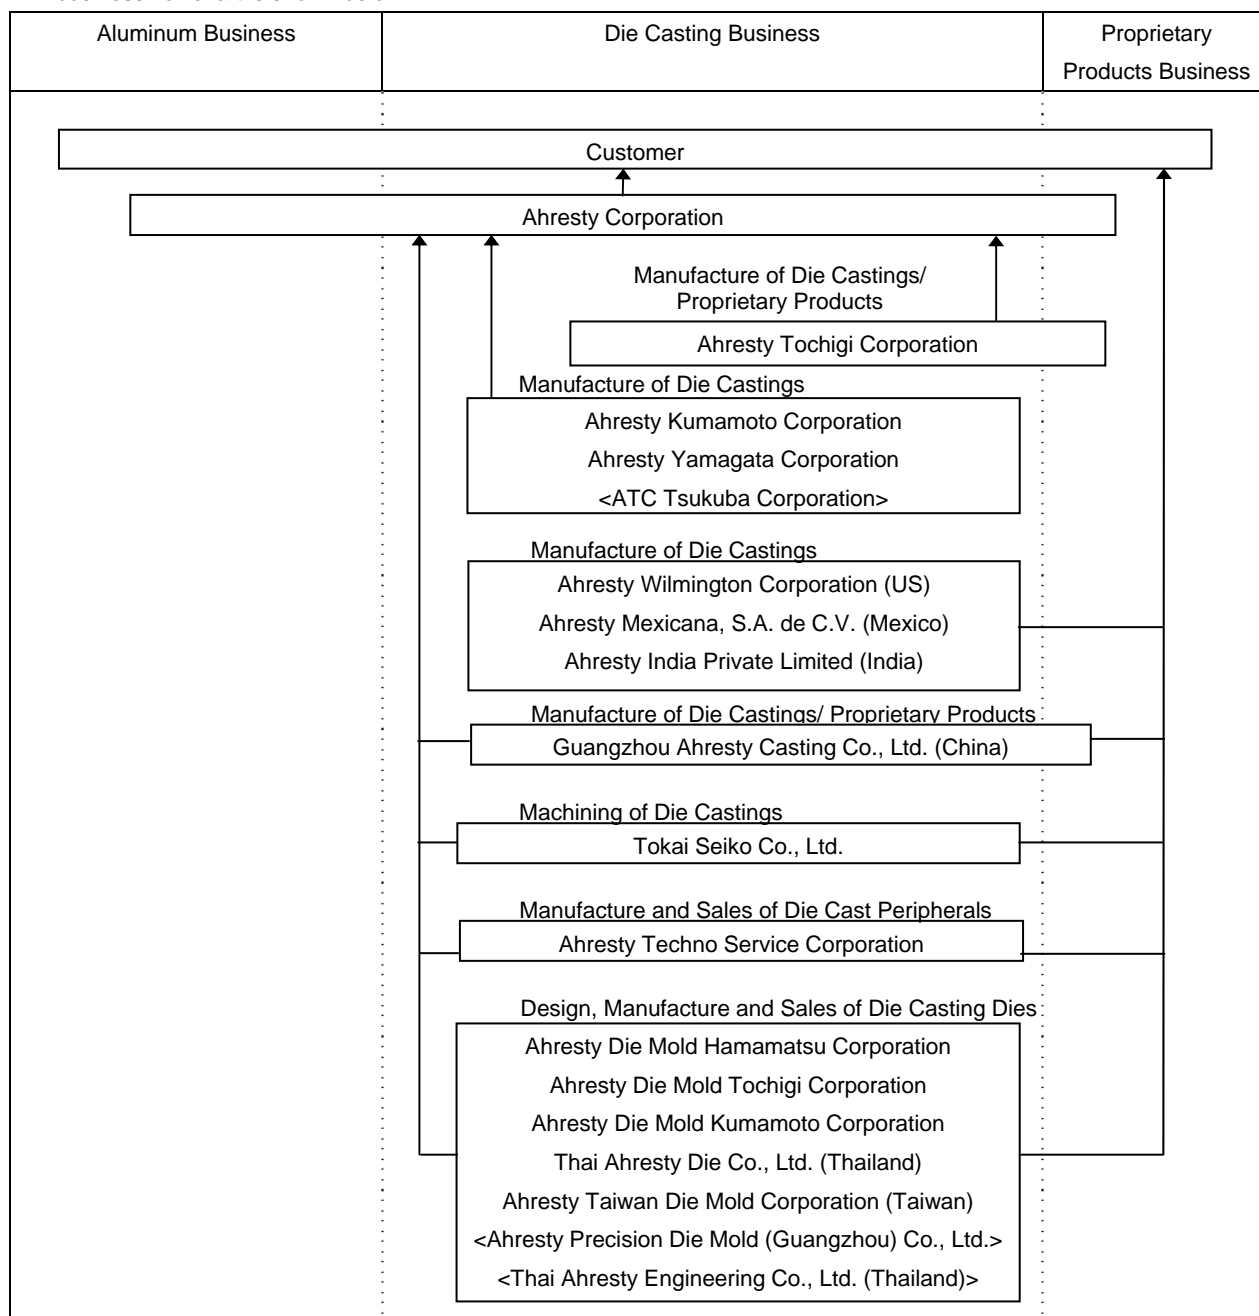 Aluminum Business
Die Casting Business
Proprietary
Products Business
Customer
Ahresty Corporation
Manufacture of Die Castings/
Proprietary Products
Ahresty Tochigi Corporation
Manufacture of Die Castings
Ahresty Kumamoto Corporation
Ahresty Yamagata Corporation
<ATC Tsukuba Corporation>
Manufacture of Die Castings
Ahresty Wilmington Corporation (US)
Ahresty Mexicana, S.A. de C.V. (Mexico)
Ahresty India Private Limited (India)
Manufacture of Die Castings/ Proprietary Products
Guangzhou Ahresty Casting Co., Ltd. (China)
Machining of Die Castings
Tokai Seiko Co., Ltd.
Manufacture and Sales of Die Cast Peripherals
Ahresty Techno Service Corporation
Design, Manufacture and Sales of Die Casting Dies
Ahresty Die Mold Hamamatsu Corporation
Ahresty Die Mold Tochigi Corporation
Ahresty Die Mold Kumamoto Corporation
Thai Ahresty Die Co., Ltd. (Thailand)
Ahresty Taiwan Die Mold Corporation (Taiwan)
<Ahresty Precision Die Mold (Guangzhou) Co., Ltd.>
<Thai Ahresty Engineering Co., Ltd. (Thailand)>